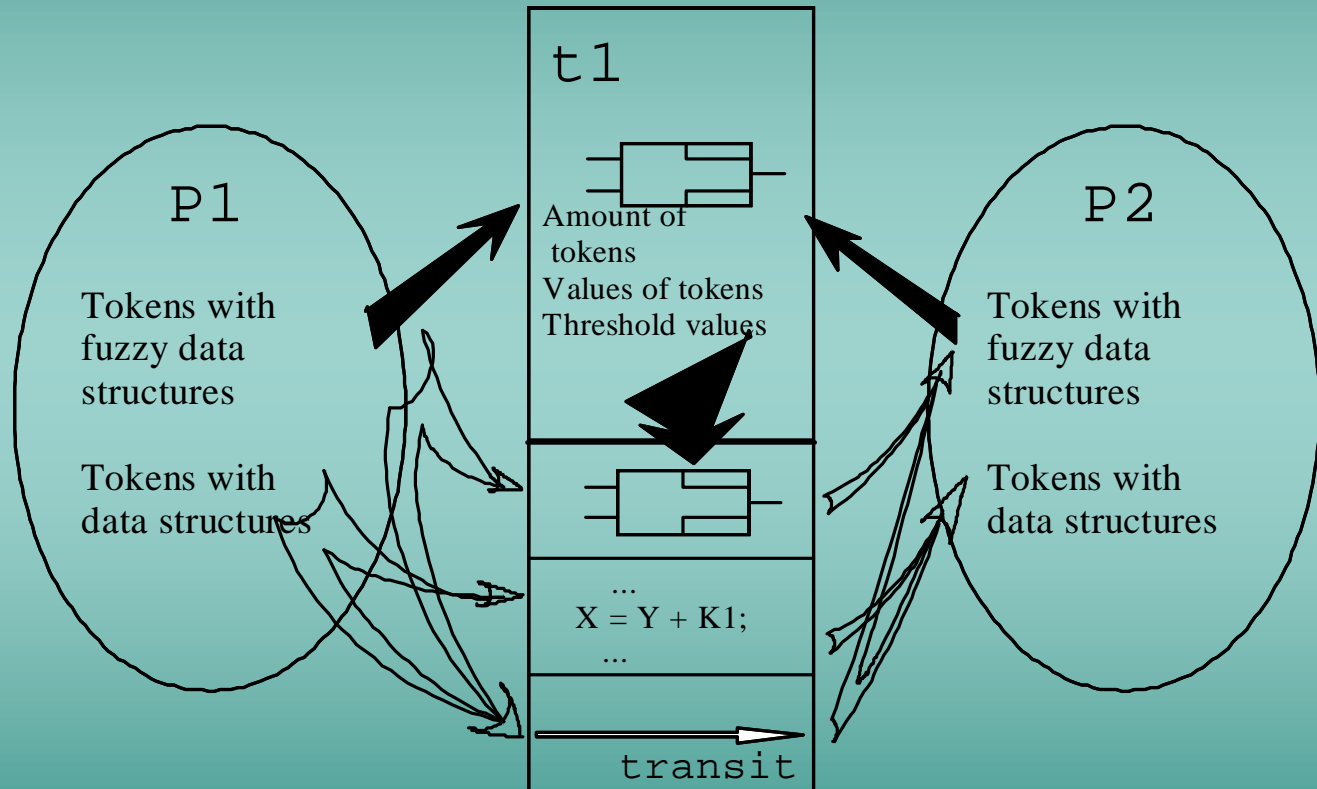 t1
P1
Tokens with
fuzzy data
structures
Tokens with
data structures
Amount of
tokens
Values of tokens
Threshold values
...
X = Y + K1;
...
transit
P2
Tokens with
fuzzy data
structures
Tokens with
data structures